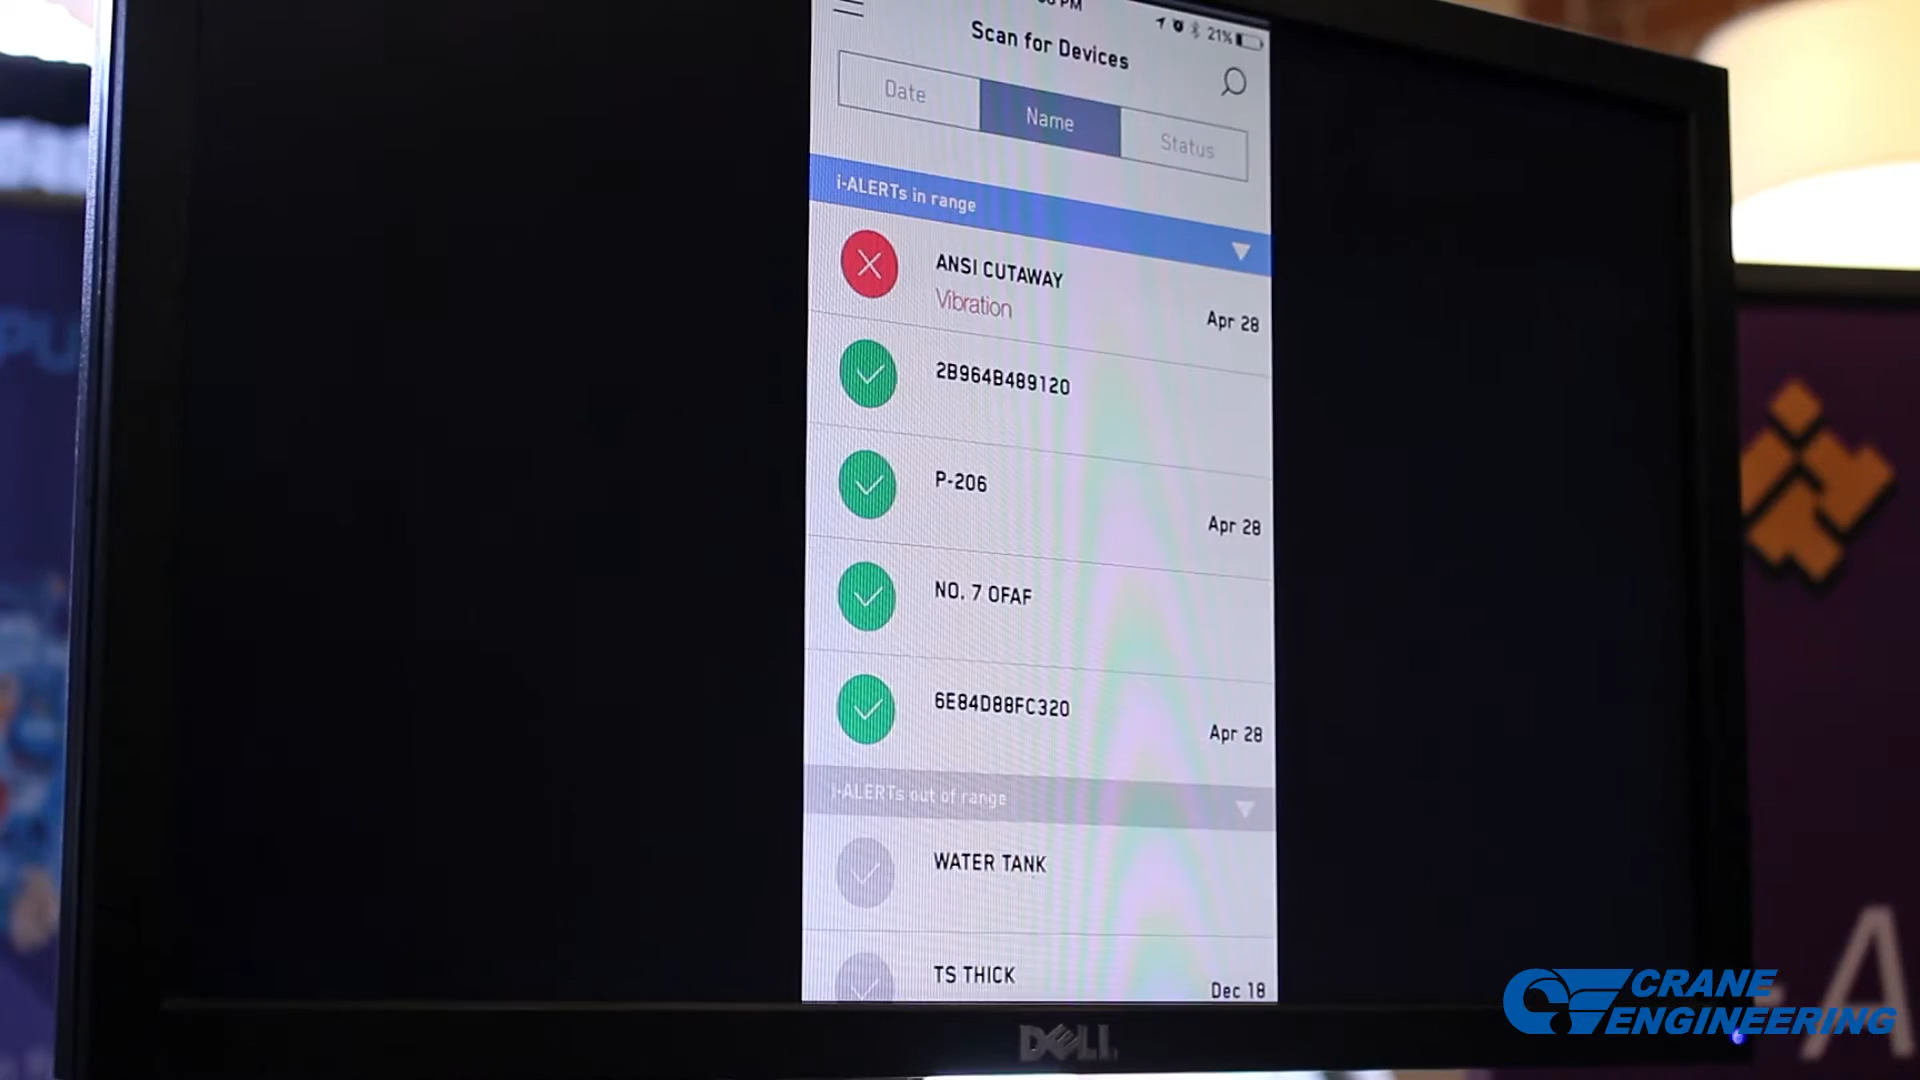 PM
21%
Scan for Devices
Date
Name
Status
i-ALERTs in range
ANSI CUTAWAY
Vibration
Apr 28
2B964B489120
P-206
Apr 28
NO. 7 OFAF
6E84D88FC320
Apr 28
i-ALERTs out of range
WATER TANK
TS THICK
Dec 18
DELL
PU
A
CRANE
ENGINEERING